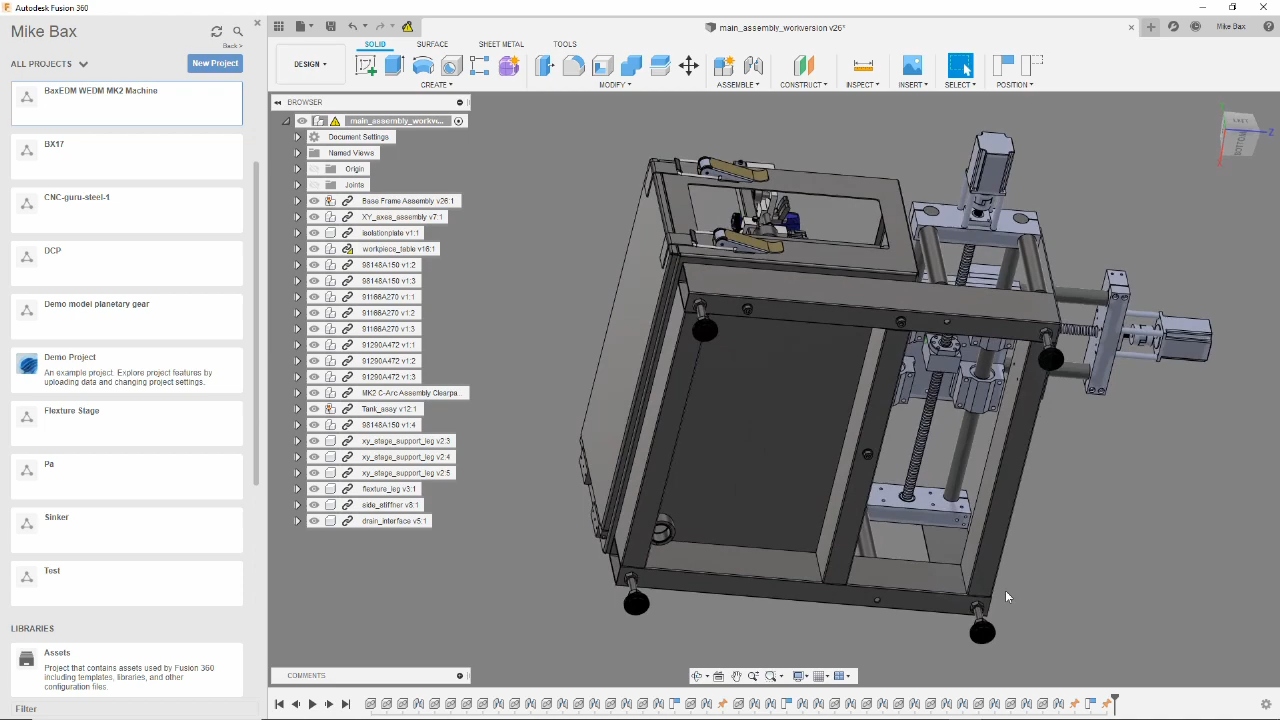 Autodesk Fusion 360
Mike Bax
Back >
ALL PROJECTS
New Project
BaxEDM WEDM MK2 Machine
BX17
CNC-guru-steel-1
DCP
Demo model planetary gear
Demo Project
An example project. Explore project features by
uploading data and changing project settings.
Flexture Stage
Pa
Sinker
Test
LIBRARIES
Assets
Project that contains assets used by Fusion 360
including templates, libraries, and other
configuration files.
Filter
main_assembly_workversion v26*
Mike Bax
SOLID
SURFACE
SHEET METAL
TOOLS
DESIGN
CREATE
MODIFY
ASSEMBLE
CONSTRUCT
INSPECT
INSERT
SELECT
POSITION
BROWSER
main_assembly_workv...
Document Settings
Named Views
Origin
Joints
Base Frame Assembly v26:1
XY_axes_assembly v7:1
isolationplate v1:1
workpiece_table v16:1
98148A150 v1:2
98148A150 v1:3
91166A270 v1:1
91166A270 v1:2
91166A270 v1:3
91290A472 v1:1
91290A472 v1:2
91290A472 v1:3
MK2 C-Arc Assembly Clearpa...
Tank_assy v12:1
98148A150 v1:4
xy_stage_support_leg v2:3
xy_stage_support_leg v2:4
xy_stage_support_leg v2:5
flexture_leg v3:1
side_stiffner v8:1
drain_interface v5:1
LEFT
BOTTOM
Z
COMMENTS